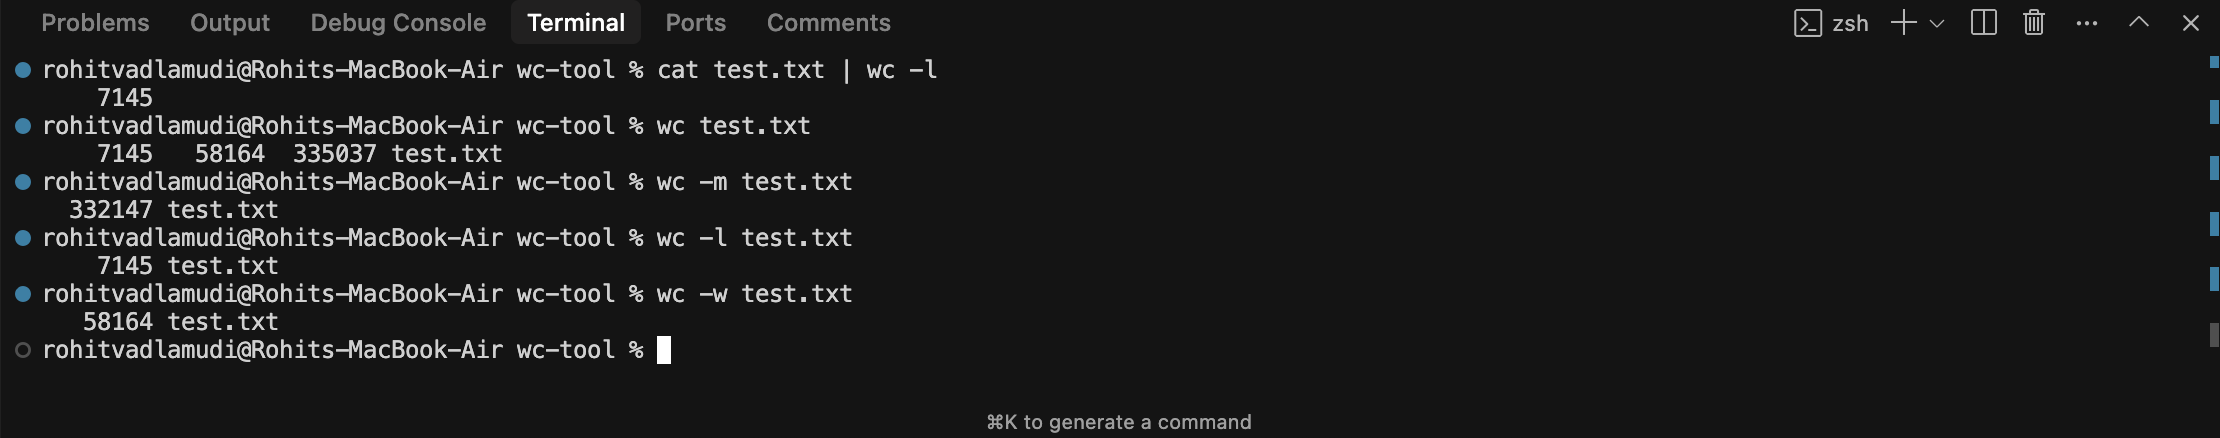 Problems Output Debug Console Terminal Ports Comments zsh
rohitvadlamudi@Rohits-MacBook-Air wc-tool % cat test.txt | wc -l
7145
rohitvadlamudi@Rohits-MacBook-Air wc-tool % wc test.txt
7145 58164 335037 test.txt
rohitvadlamudi@Rohits-MacBook-Air wc-tool % wc -m test.txt
332147 test.txt
rohitvadlamudi@Rohits-MacBook-Air wc-tool % wc -l test.txt
7145 test.txt
rohitvadlamudi@Rohits-MacBook-Air wc-tool % wc -w test.txt
58164 test.txt
rohitvadlamudi@Rohits-MacBook-Air wc-tool %
⌘K to generate a command